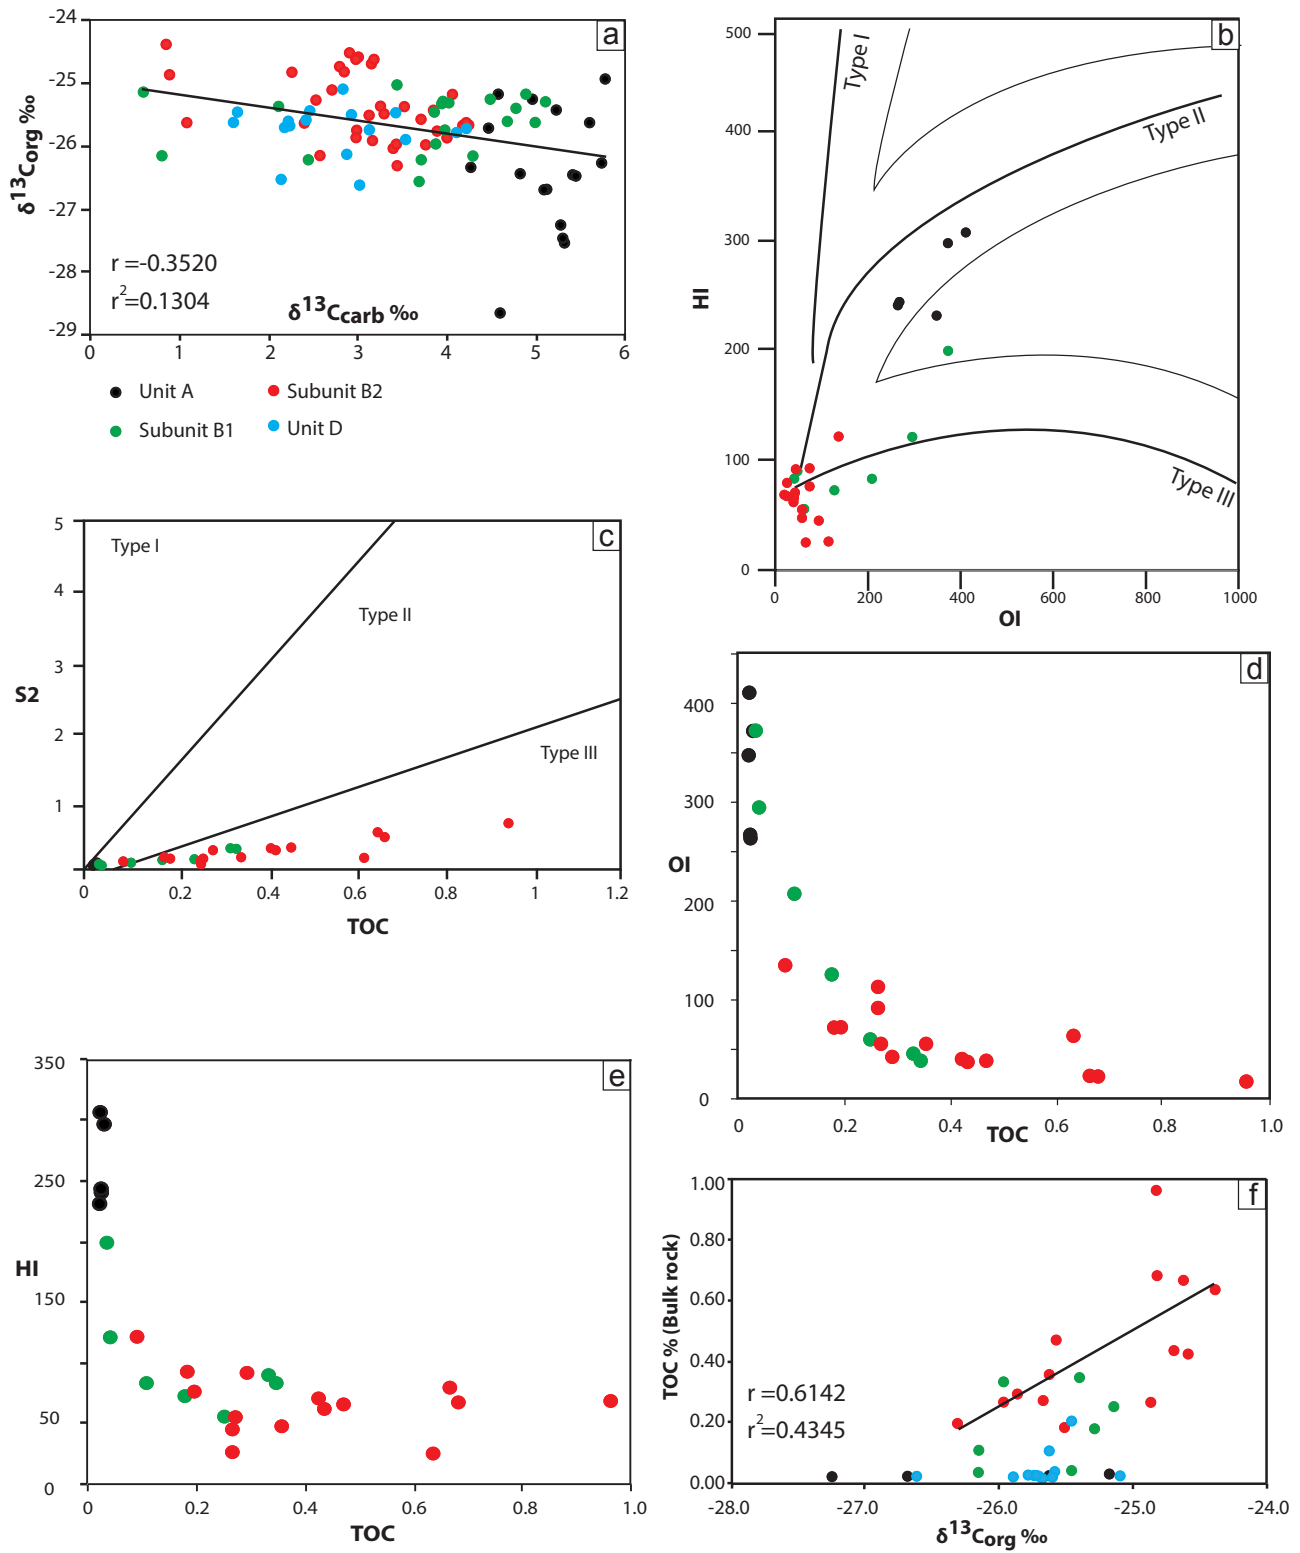 a
-24
-25
-26
-27
-28
-29
δ13Corg ‰
r =-0.3520
r2=0.1304
δ13Ccarb ‰
0 1 2 3 4 5 6
Unit A
Subunit B2
Subunit B1
Unit D
b
500
400
300
200
100
0
HI
Type I
Type II
Type III
0 200 400 600 800 1000
OI
c
5
4
3
2
1
S2
Type I
Type II
Type III
0 0.2 0.4 0.6 0.8 1 1.2
TOC
d
400
300
200
100
0
OI
0 0.2 0.4 0.6 0.8 1.0
TOC
e
350
250
150
50
0
HI
0 0.2 0.4 0.6 0.8 1.0
TOC
f
1.00
0.80
0.60
0.40
0.20
0.00
TOC % (Bulk rock)
r =0.6142
r2=0.4345
-28.0 -27.0 -26.0 -25.0 -24.0
δ13Corg ‰